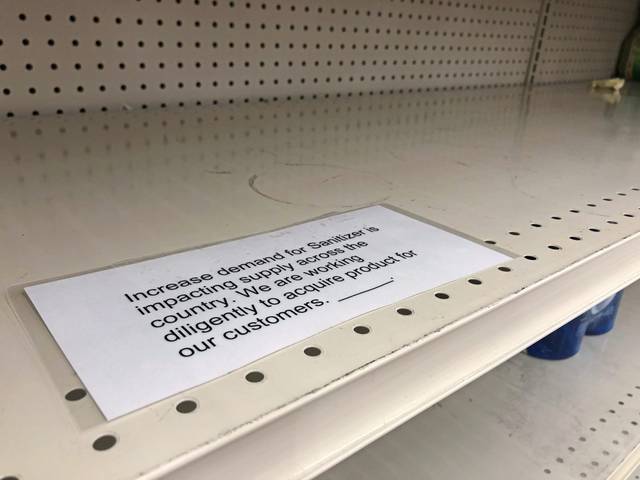 Increase demand for Sanitizer is
impacting supply across the
country. We are working
diligently to acquire product for
our customers. ______.